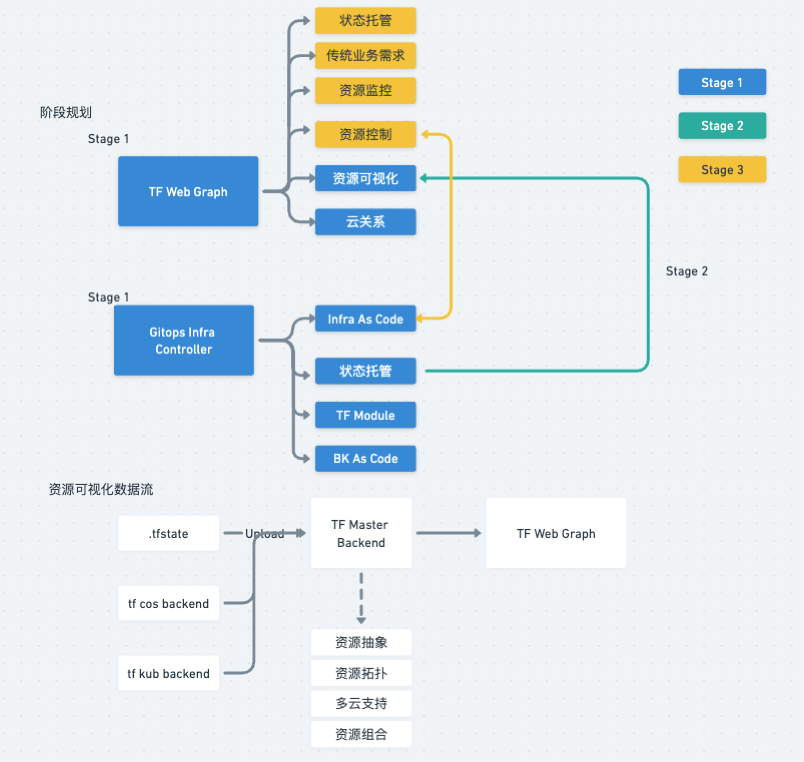 阶段规划
Stage 1
TF Web Graph
状态托管
传统业务需求
资源监控
资源控制
资源可视化
云关系
Stage 1
Stage 2
Stage 3
Stage 2
Stage 1
Gitops Infra
Controller
Infra As Code
状态托管
TF Module
BK As Code
资源可视化数据流
.tfstate
Upload
tf cos backend
tf kub backend
TF Master
Backend
TF Web Graph
资源抽象
资源拓扑
多云支持
资源组合